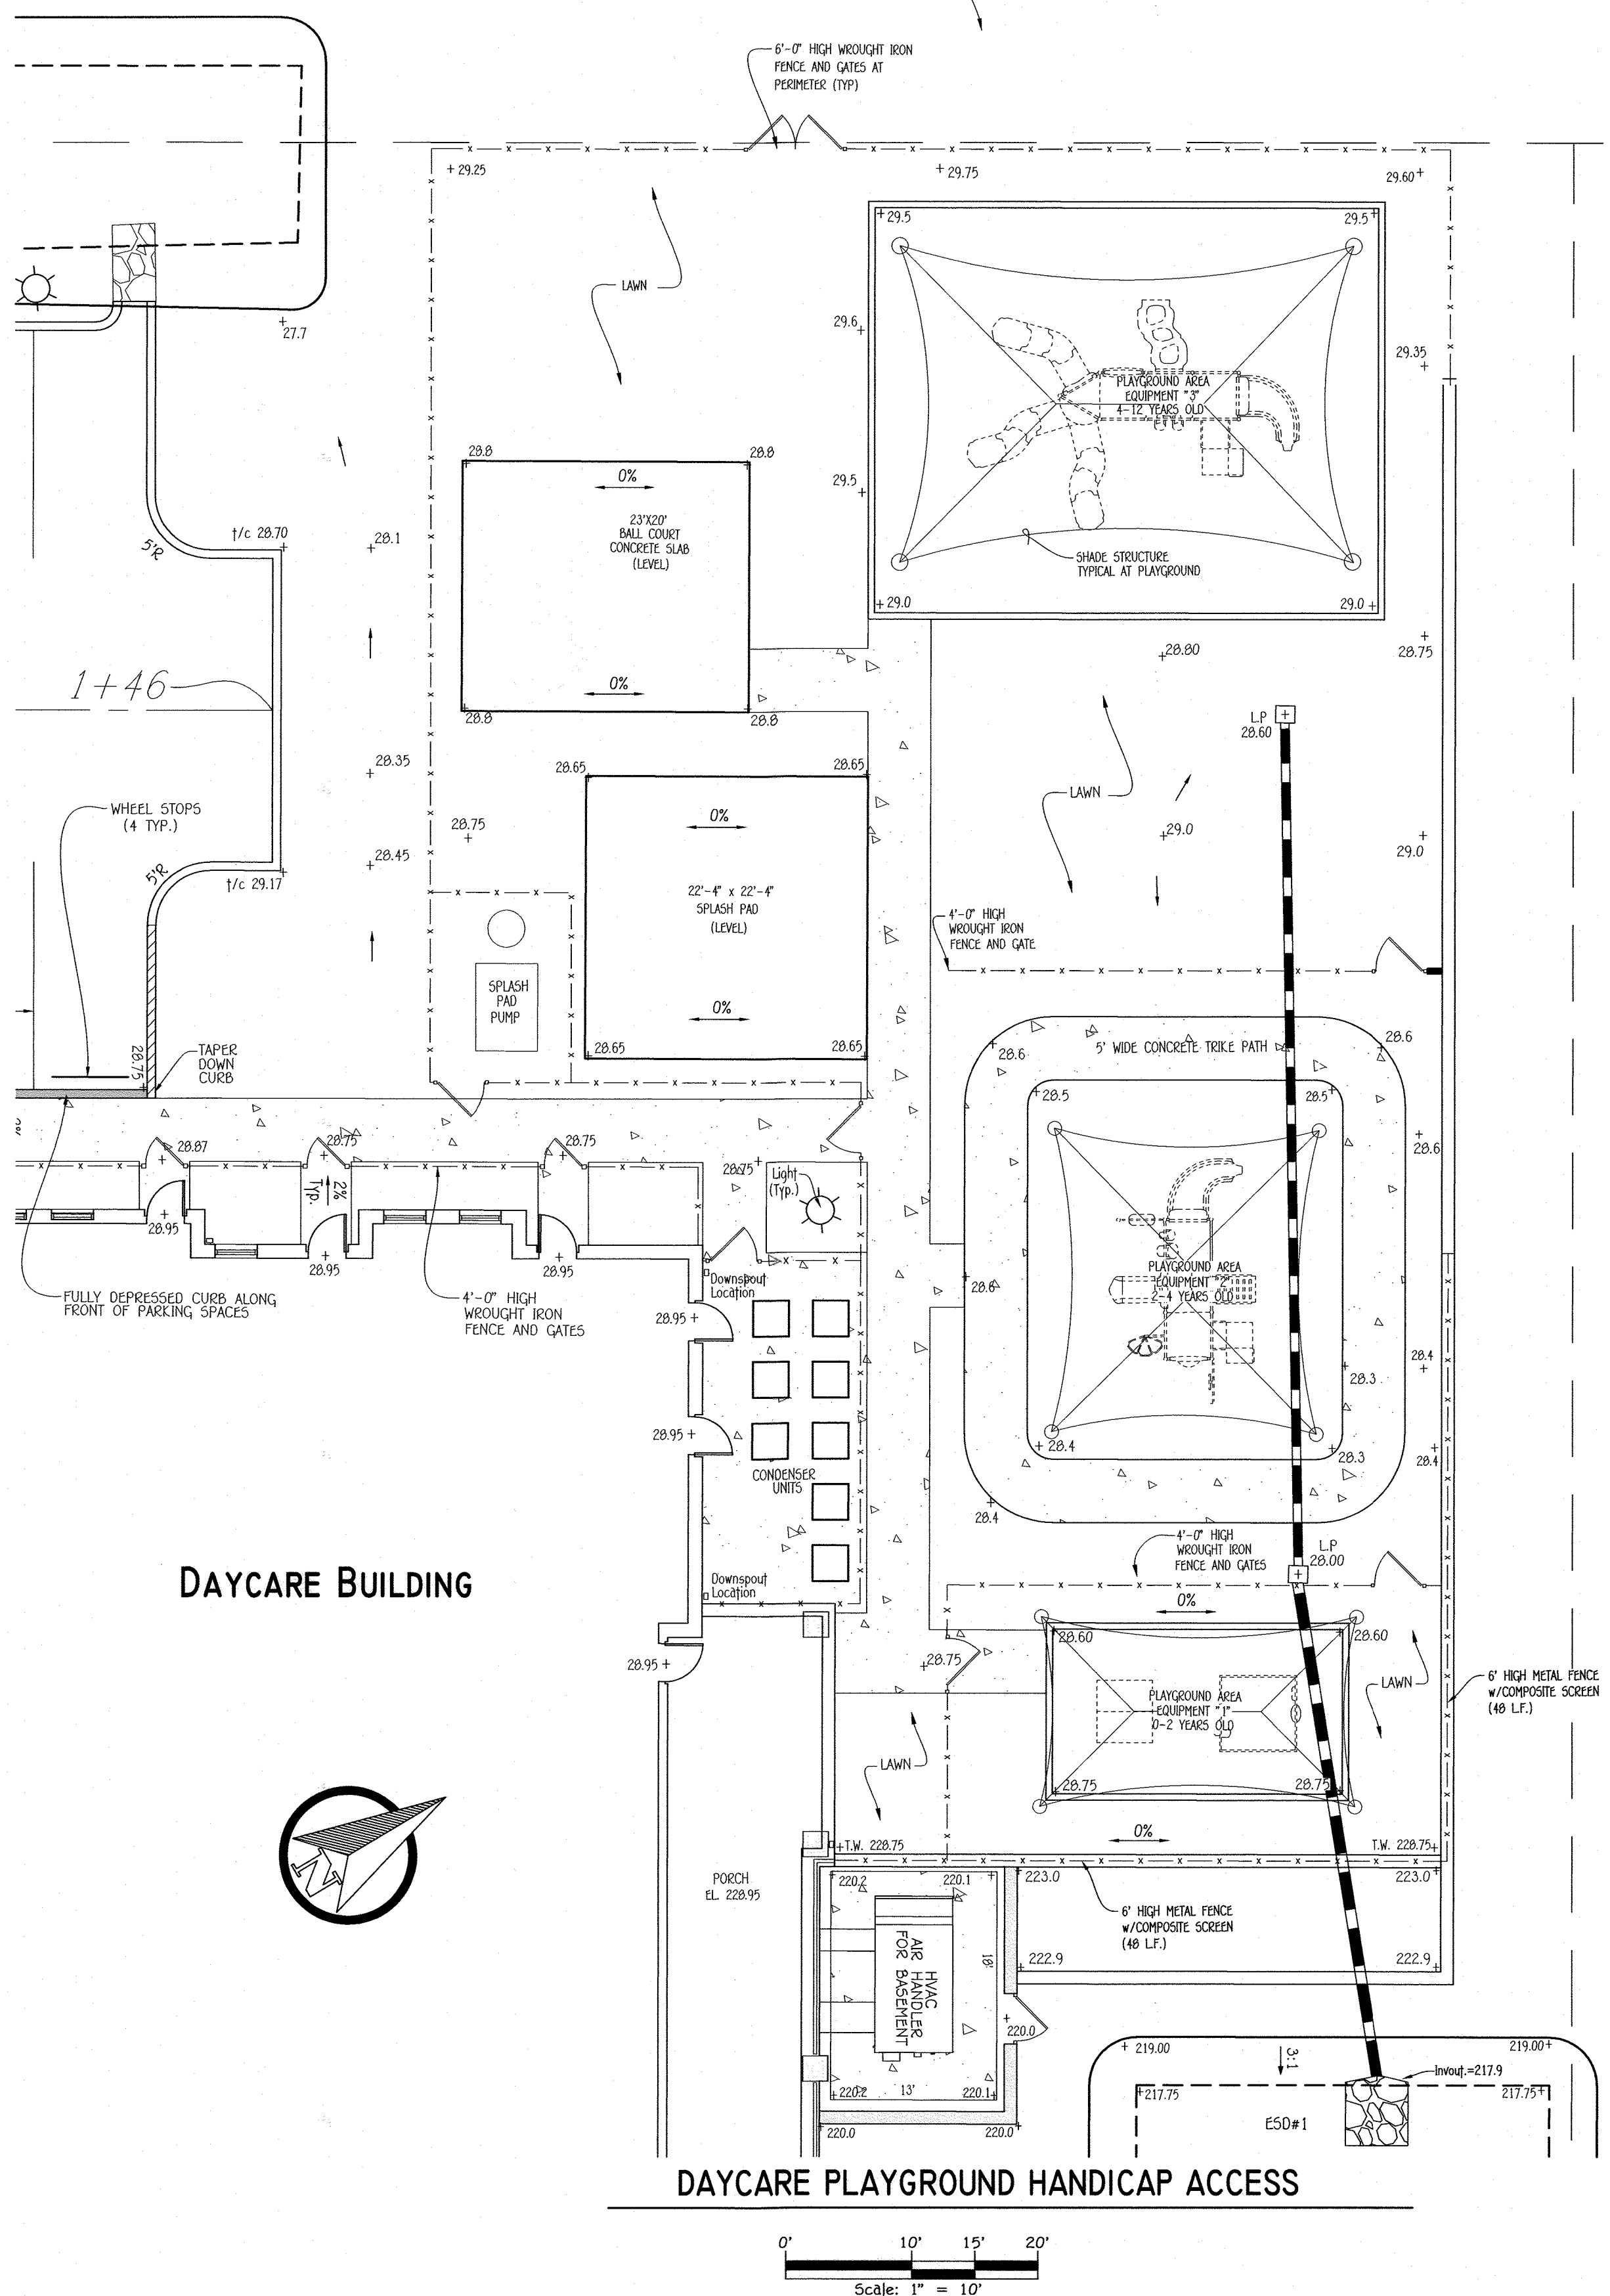 6'-0" HIGH WROUGHT IRON
FENCE AND GATES AT
PERIMETER (TYP)
29.25
29.75
29.60
29.5
29.5
LAWN
27.7
29.6
29.35
PLAYGROUND AREA
EQUIPMENT "3"
4-12 YEARS OLD
28.8
28.8
0%
29.5
23'X20'
BALL COURT
CONCRETE SLAB
(LEVEL)
t/c 28.70
5'R
28.1
SHADE STRUCTURE
TYPICAL AT PLAYGROUND
29.0
29.0
28.80
28.75
1+46
0%
28.8
28.8
L.P
28.60
28.35
28.65
28.65
LAWN
WHEEL STOPS
(4 TYP.)
0%
28.75
29.0
29.0
28.45
5'R
t/c 29.17
22'-4" x 22'-4"
SPLASH PAD
(LEVEL)
4'-0" HIGH
WROUGHT IRON
FENCE AND GATE
SPLASH
PAD
PUMP
0%
28.75
TAPER
DOWN
CURB
28.65
28.65
28.6
5' WIDE CONCRETE TRIKE PATH
28.6
28.5
28.5
28.87
28.75
28.75
28.75
28.6
2%
Typ.
Light
(Typ.)
28.95
28.95
28.95
Downspout
Location
PLAYGROUND AREA
EQUIPMENT "2"
2-4 YEARS OLD
28.6
FULLY DEPRESSED CURB ALONG
FRONT OF PARKING SPACES
4'-0" HIGH
WROUGHT IRON
FENCE AND GATES
28.95
28.4
28.3
28.95
28.4
28.3
28.4
CONDENSER
UNITS
28.4
4'-0" HIGH
WROUGHT IRON
FENCE AND GATES
L.P
28.00
DAYCARE BUILDING
Downspout
Location
0%
28.60
28.60
28.95
28.75
LAWN
6' HIGH METAL FENCE
w/COMPOSITE SCREEN
(48 L.F.)
PLAYGROUND AREA
EQUIPMENT "1"
0-2 YEARS OLD
LAWN
28.75
28.75
T.W. 228.75
0%
T.W. 228.75
N
PORCH
EL. 228.95
220.2
220.1
223.0
223.0
6' HIGH METAL FENCE
w/COMPOSITE SCREEN
(48 L.F.)
HVAC
AIR HANDLER
FOR BASEMENT
18'
222.9
222.9
220.0
219.00
3:1
219.00
Invout.=217.9
220.2
13'
220.1
217.75
217.75
ESD#1
220.0
220.0
DAYCARE PLAYGROUND HANDICAP ACCESS
0' 10' 15' 20'
Scale: 1" = 10'